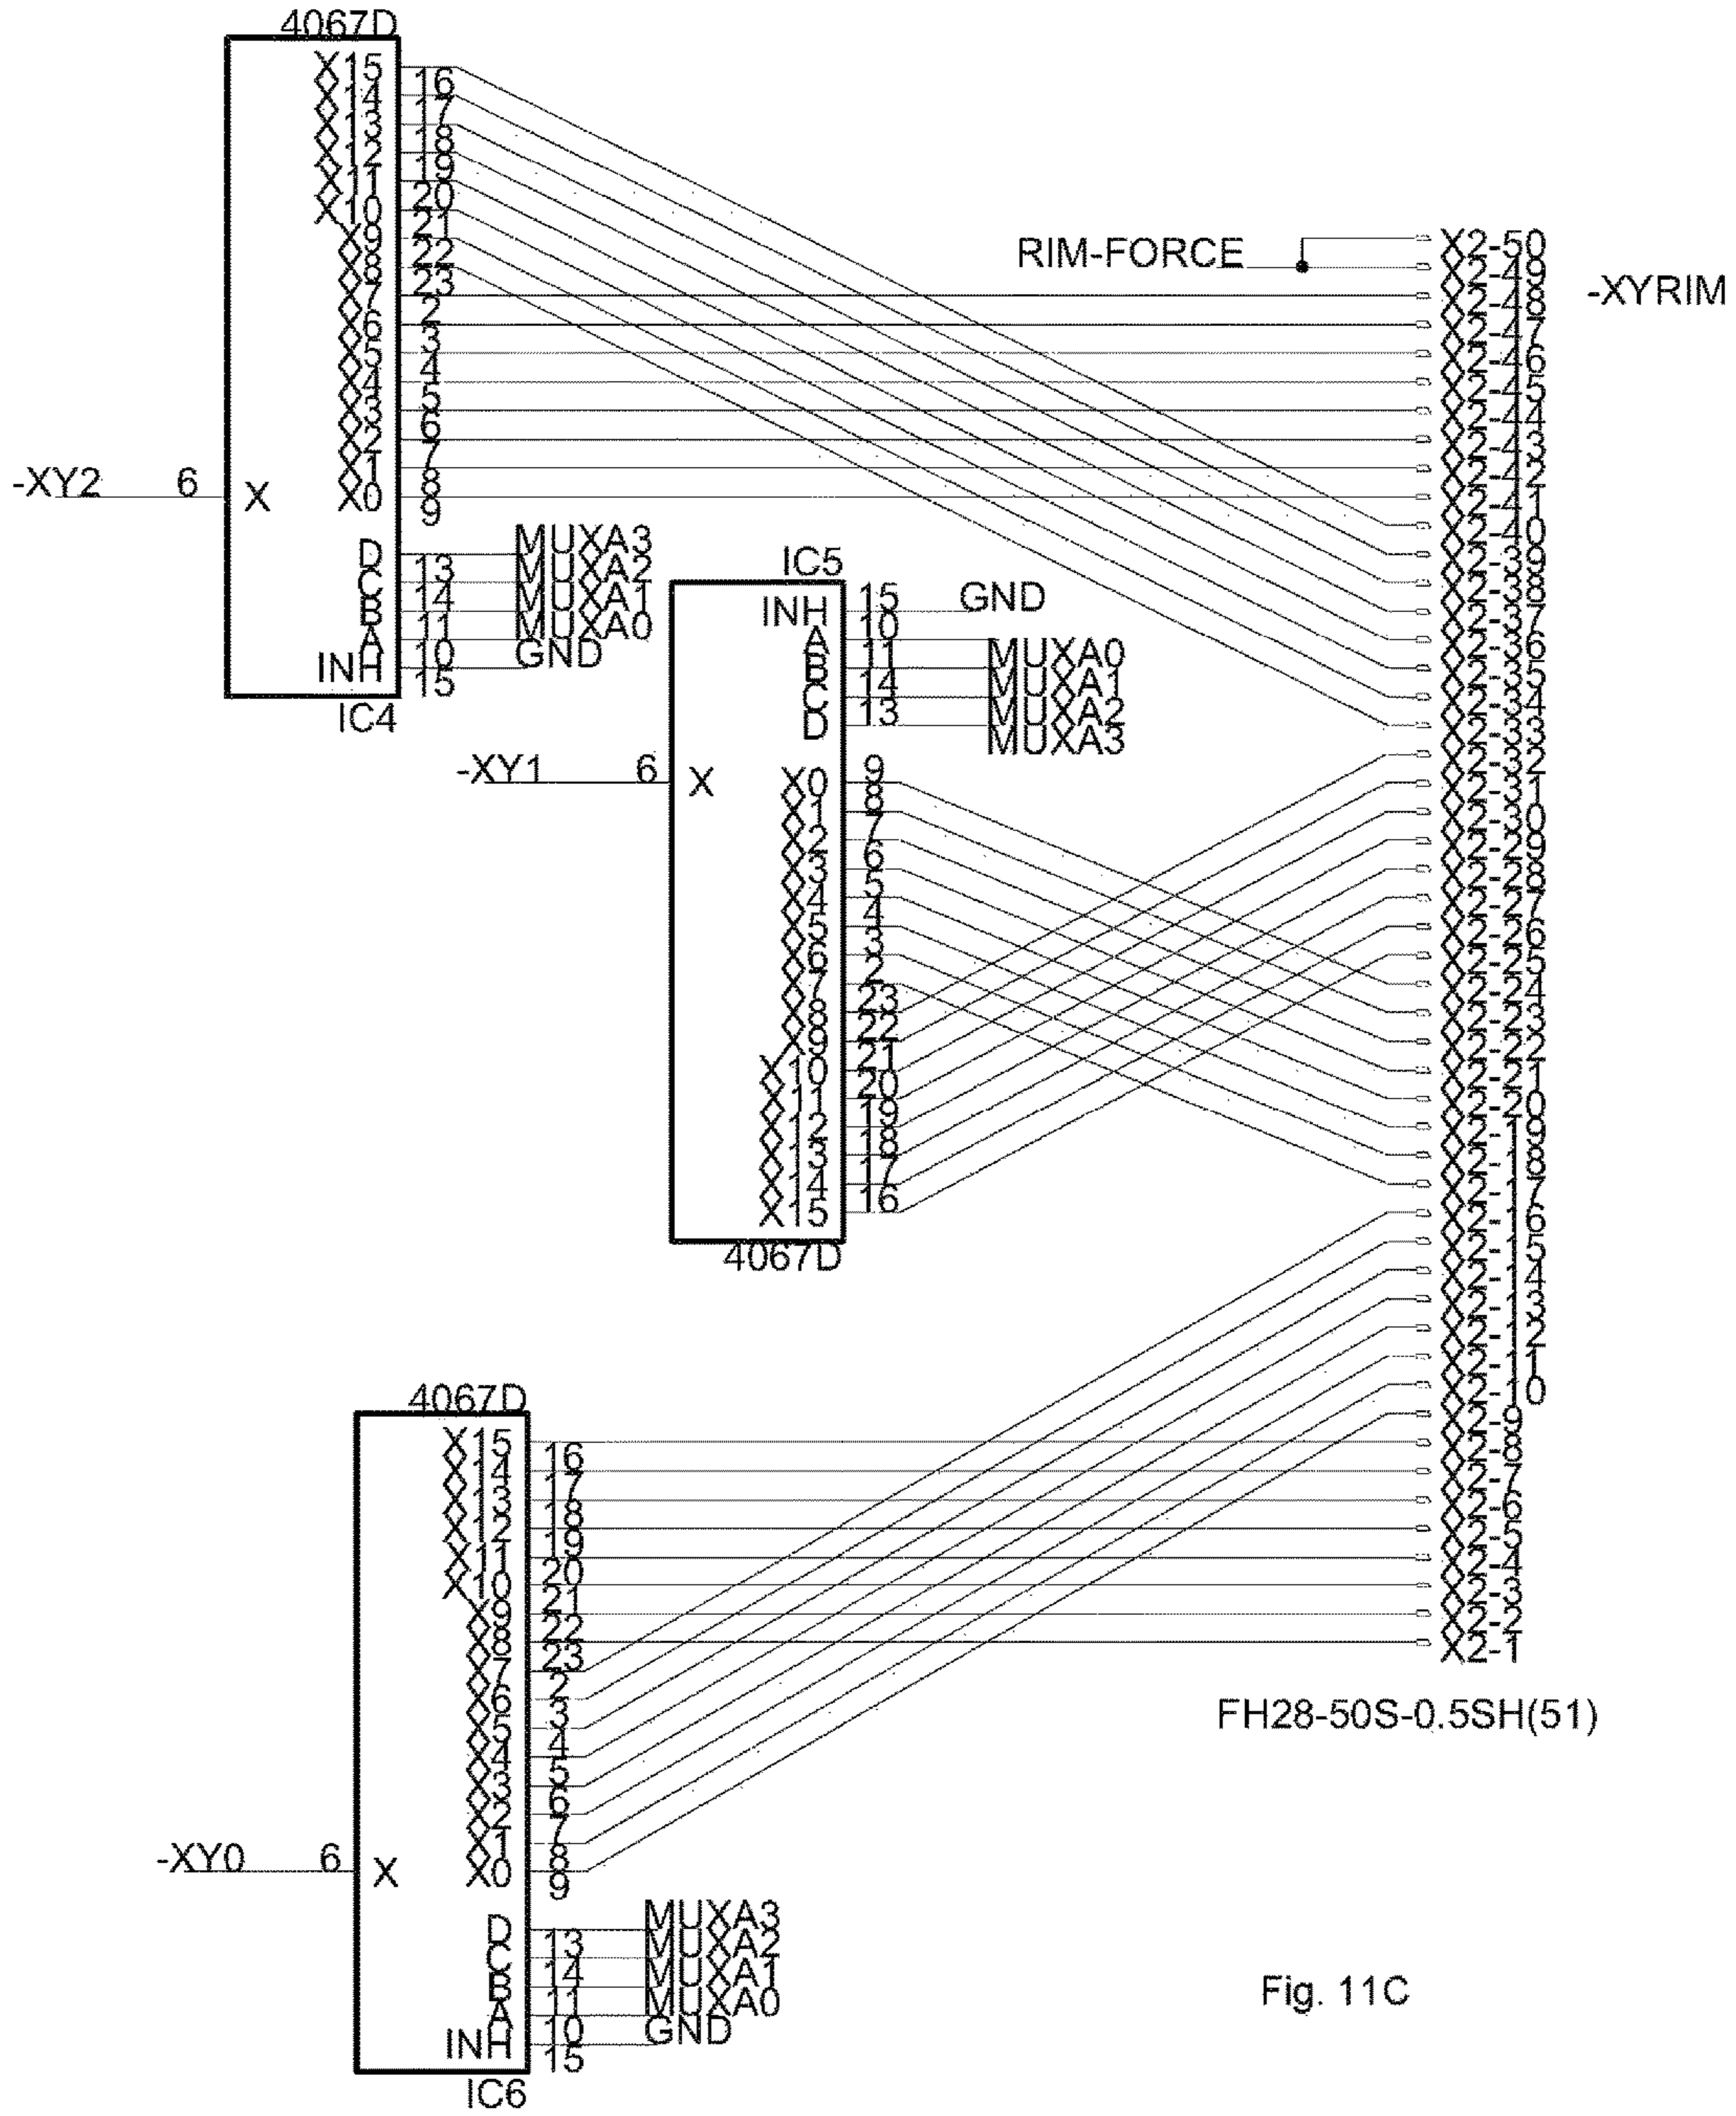 4067D
X15 16
X14 17
X13 18
X12 19
X11 20
X10 21
X9 22
X8 23
X7 2
X6 3
X5 4
X4 5
X3 6
X2 7
X1 8
-XY2 6 X X0 9
D 13 MUXA3
C 14 MUXA2
B 11 MUXA1
A 10 MUXA0
INH 15 GND
IC4
IC5
INH 15 GND
A 10 MUXA0
B 11 MUXA1
C 14 MUXA2
D 13 MUXA3
-XY1 6 X X0 9
X1 8
X2 7
X3 6
X4 5
X5 4
X6 3
X7 2
X8 23
X9 22
X10 21
X11 20
X12 19
X13 18
X14 17
X15 16
4067D
4067D
X15 16
X14 17
X13 18
X12 19
X11 20
X10 21
X9 22
X8 23
X7 2
X6 3
X5 4
X4 5
X3 6
X2 7
X1 8
-XY0 6 X X0 9
D 13 MUXA3
C 14 MUXA2
B 11 MUXA1
A 10 MUXA0
INH 15 GND
IC6
RIM-FORCE
-XYRIM
X2-50
X2-49
X2-48
X2-47
X2-46
X2-45
X2-44
X2-43
X2-42
X2-41
X2-40
X2-39
X2-38
X2-37
X2-36
X2-35
X2-34
X2-33
X2-32
X2-31
X2-30
X2-29
X2-28
X2-27
X2-26
X2-25
X2-24
X2-23
X2-22
X2-21
X2-20
X2-19
X2-18
X2-17
X2-16
X2-15
X2-14
X2-13
X2-12
X2-11
X2-10
X2-9
X2-8
X2-7
X2-6
X2-5
X2-4
X2-3
X2-2
X2-1
FH28-50S-0.5SH(51)
Fig. 11C